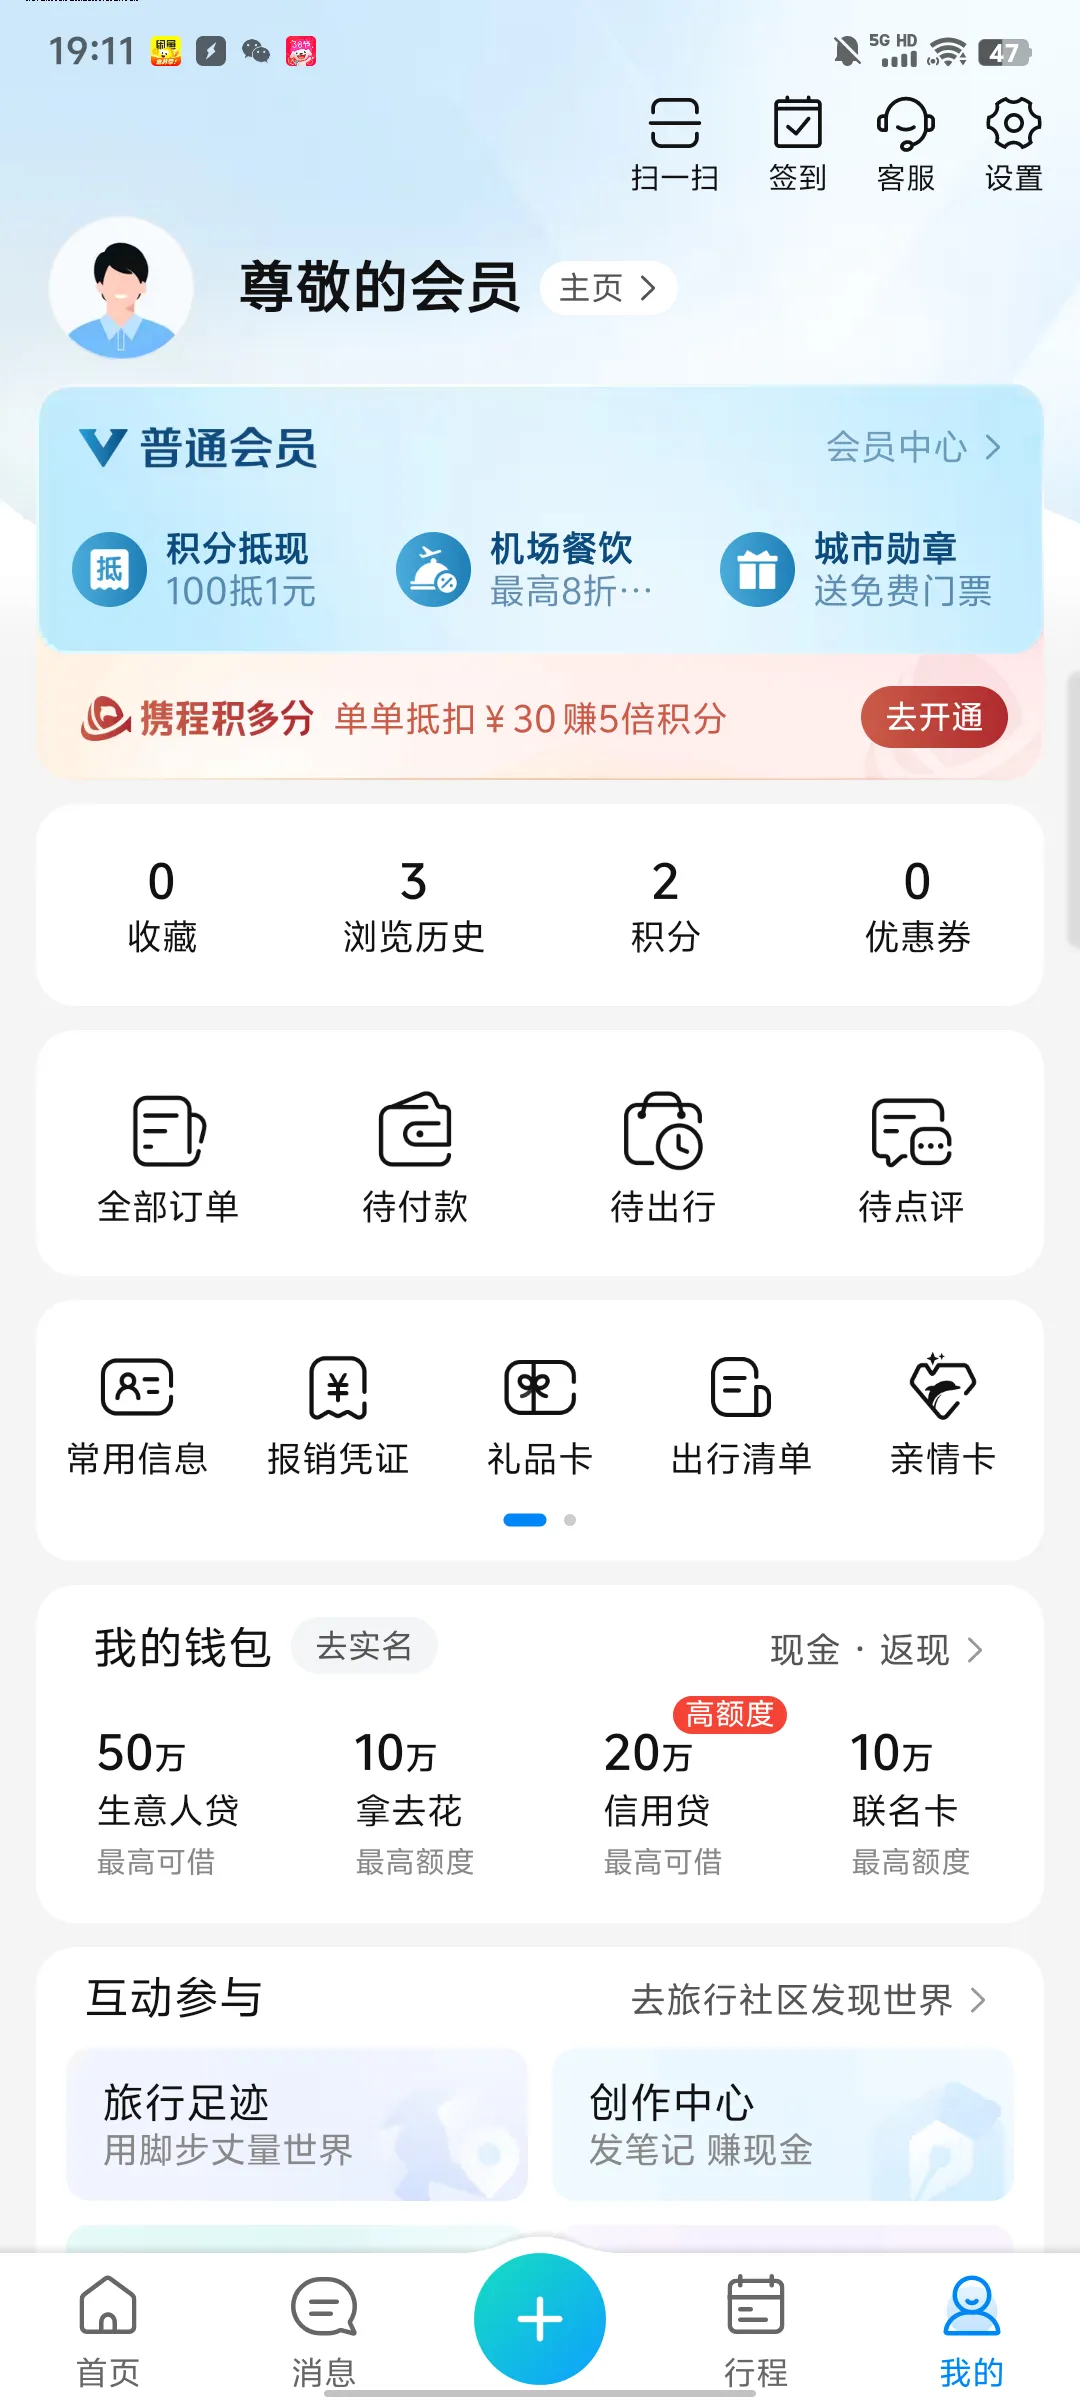 19:11
5G HD
47
扫一扫
签到
客服
设置
尊敬的会员
主页
普通会员
会员中心
抵
积分抵现
100抵1元
机场餐饮
最高8折···
城市勋章
送免费门票
携程积多分 单单抵扣¥30赚5倍积分
去开通
0
收藏
3
浏览历史
2
积分
0
优惠券
全部订单
待付款
待出行
待点评
常用信息
报销凭证
礼品卡
出行清单
亲情卡
我的钱包
去实名
现金 · 返现
50万
生意人贷
最高可借
10万
拿去花
最高额度
高额度
20万
信用贷
最高可借
10万
联名卡
最高额度
互动参与
去旅行社区发现世界
旅行足迹
用脚步丈量世界
创作中心
发笔记 赚现金
首页
消息
行程
我的